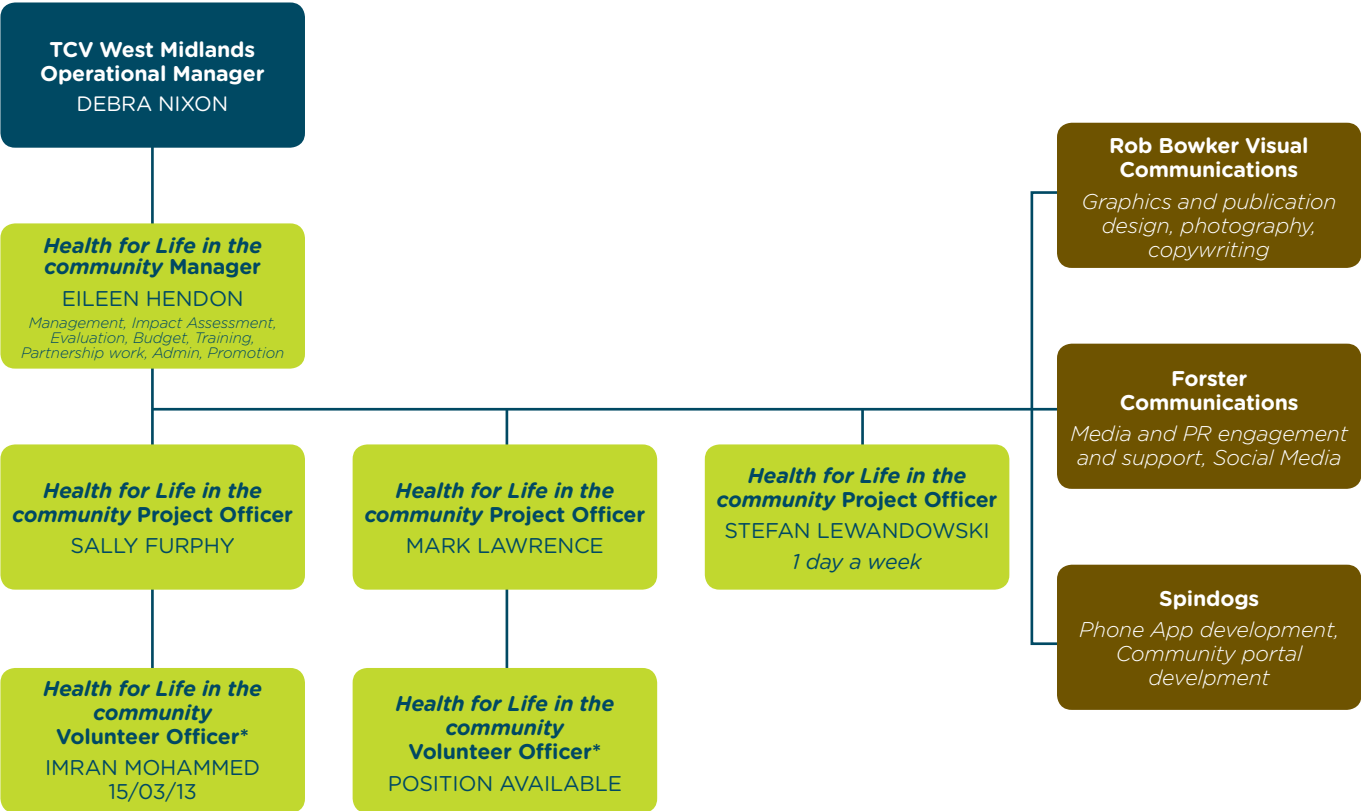 TCV West Midlands
Operational Manager
DEBRA NIXON
Health for Life in the
community Manager
EILEEN HENDON
Management, Impact Assessment,
Evaluation, Budget, Training,
Partnership work, Admin, Promotion
Health for Life in the
community Project Officer
SALLY FURPHY
Health for Life in the
community Project Officer
MARK LAWRENCE
Health for Life in the
community Project Officer
STEFAN LEWANDOWSKI
1 day a week
Health for Life in the
community
Volunteer Officer*
IMRAN MOHAMMED
15/03/13
Health for Life in the
community
Volunteer Officer*
POSITION AVAILABLE
Rob Bowker Visual
Communications
Graphics and publication
design, photography,
copywriting
Forster
Communications
Media and PR engagement
and support, Social Media
Spindogs
Phone App development,
Community portal
develpment